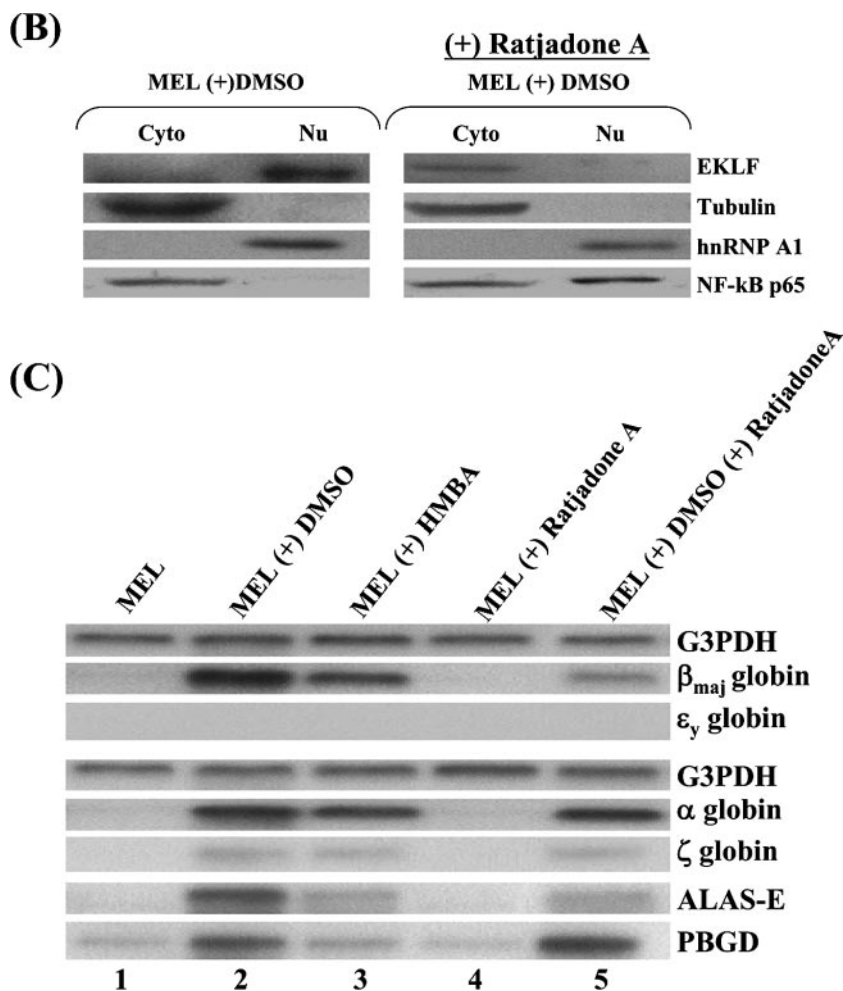 (B)
(+) Ratjadone A
MEL (+)DMSO
MEL (+) DMSO
Cyto Nu Cyto Nu
EKLF
Tubulin
hnRNP A1
NF-kB p65
(C)
MEL
MEL (+) DMSO
MEL (+) HMBA
MEL (+) Ratjadone A
MEL (+) DMSO (+) RatjadoneA
G3PDH
βmaj globin
εy globin
G3PDH
α globin
ζ globin
ALAS-E
PBGD
1 2 3 4 5